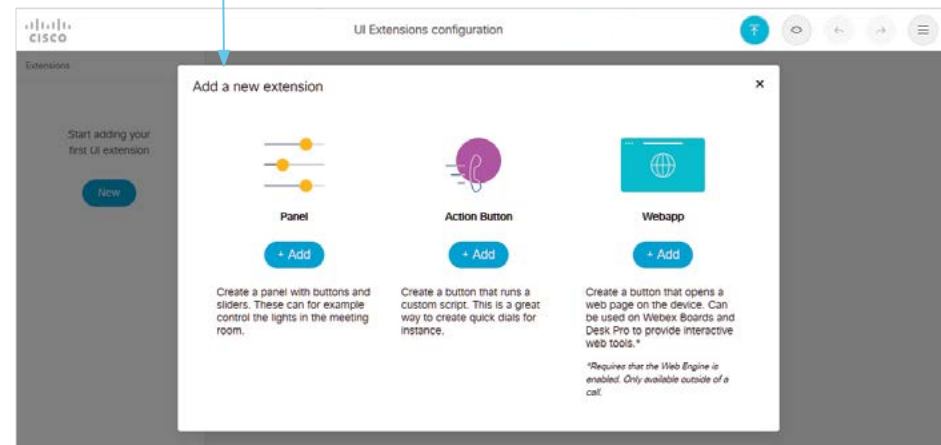 CISCO
UI Extensions configuration
Extensions
Start adding your
first UI extension
New
Add a new extension
×
Panel
+ Add
Create a panel with buttons and
sliders. These can for example
control the lights in the meeting
room.
Action Button
+ Add
Create a button that runs a
custom script. This is a great
way to create quick dials for
instance.
Webapp
+ Add
Create a button that opens a
web page on the device. Can
be used on Webex Boards and
Desk Pro to provide interactive
web tools.*
*Requires that the Web Engine is
enabled. Only available outside of a
call.